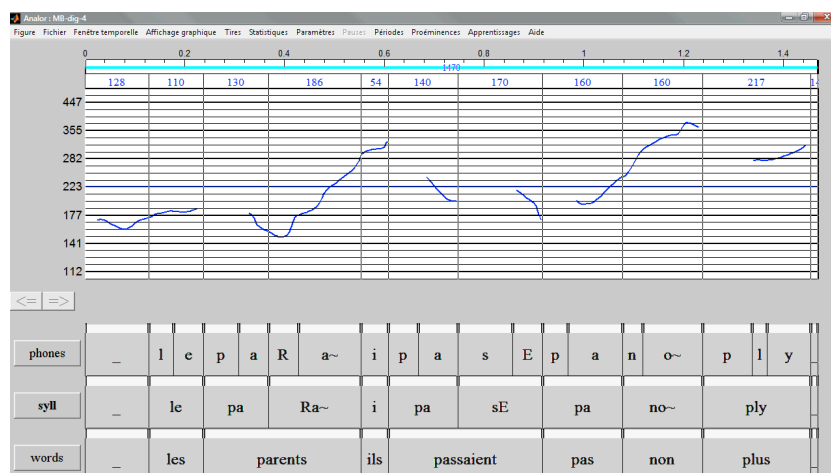 Analor : MB-dig-4
Figure Fichier Fenêtre temporelle Affichage graphique Tires Statistiques Paramètres Pauses Périodes Proéminences Apprentissages Aide
0 0.2 0.4 0.6 0.8 1 1.2 1.4
1470
128 110 130 186 54 140 170 160 160 217
447
355
282
223
177
141
112
<= =>
phones _ l e p a R a~ i p a s E p a n o~ p l y _
syll _ le pa Ra~ i pa sE pa no~ ply _
words _ les parents ils passaient pas non plus _